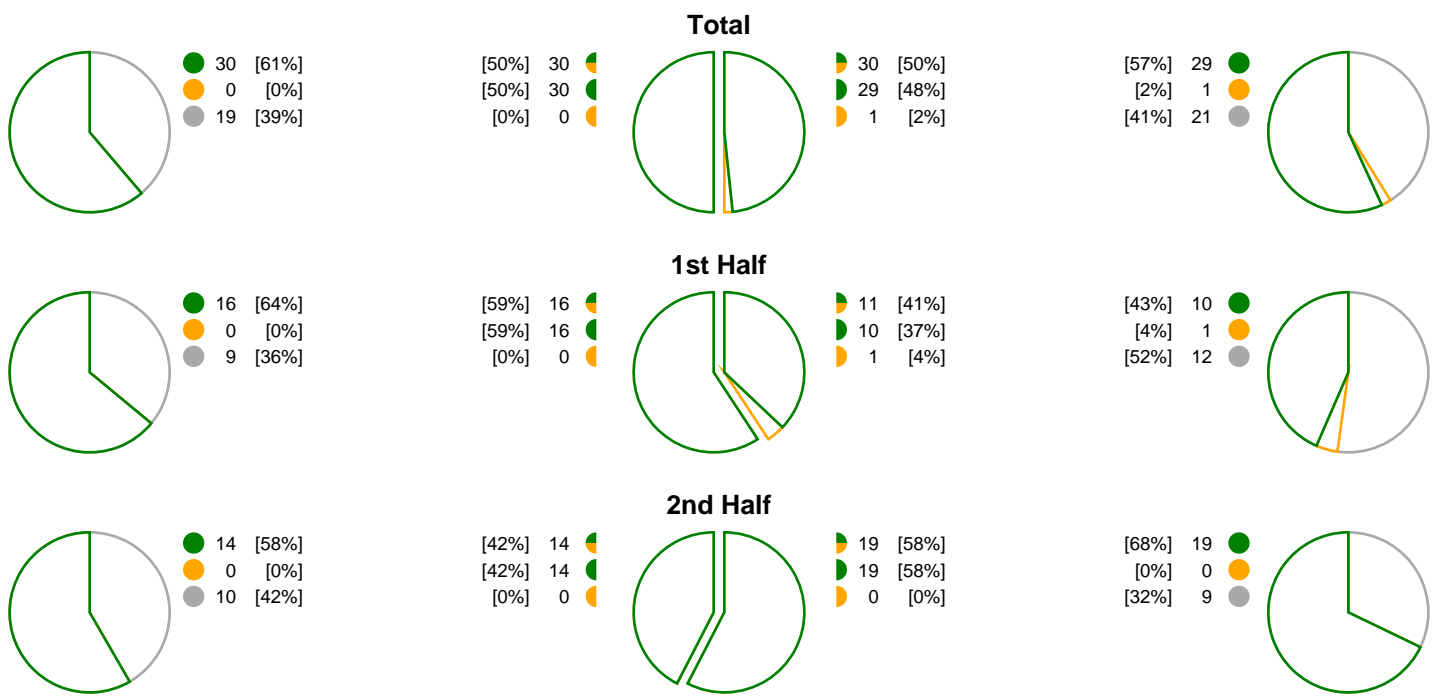 Total
30 [61%] [50%] 30 30 [50%] [57%] 29
0 [0%] [50%] 30 29 [48%] [2%] 1
19 [39%] [0%] 0 1 [2%] [41%] 21
1st Half
16 [64%] [59%] 16 11 [41%] [43%] 10
0 [0%] [59%] 16 10 [37%] [4%] 1
9 [36%] [0%] 0 1 [4%] [52%] 12
2nd Half
14 [58%] [42%] 14 19 [58%] [68%] 19
0 [0%] [42%] 14 19 [58%] [0%] 0
10 [42%] [0%] 0 0 [0%] [32%] 9